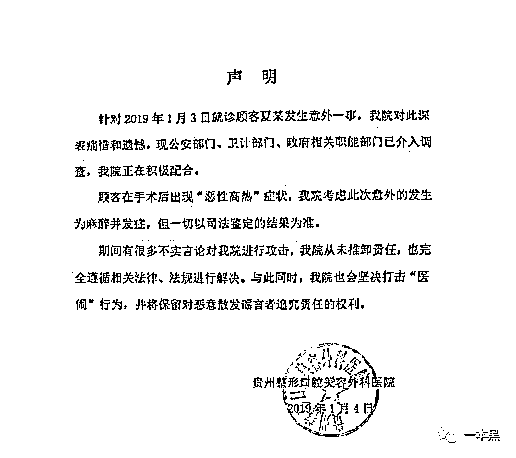 声 明
针对2019年1月3日就诊顾客夏某发生意外一事，我院对此深
表痛惜和遗憾。现公安部门、卫计部门、政府相关职能部门已介入调
查，我院正在积极配合。
顾客在手术后出现“恶性高热”症状，我院考虑此次意外的发生
为麻醉并发症，但一切以司法鉴定的结果为准。
期间有很多不实言论对我院进行攻击，我院从未推卸责任，也完
全遵循相关法律、法规进行解决。与此同时，我院也会坚决打击“医
闹”行为，并将保留对恶意散发谣言者追究责任的权利。
贵州整形口腔美容外科医院
2019年1月4日
一本黑